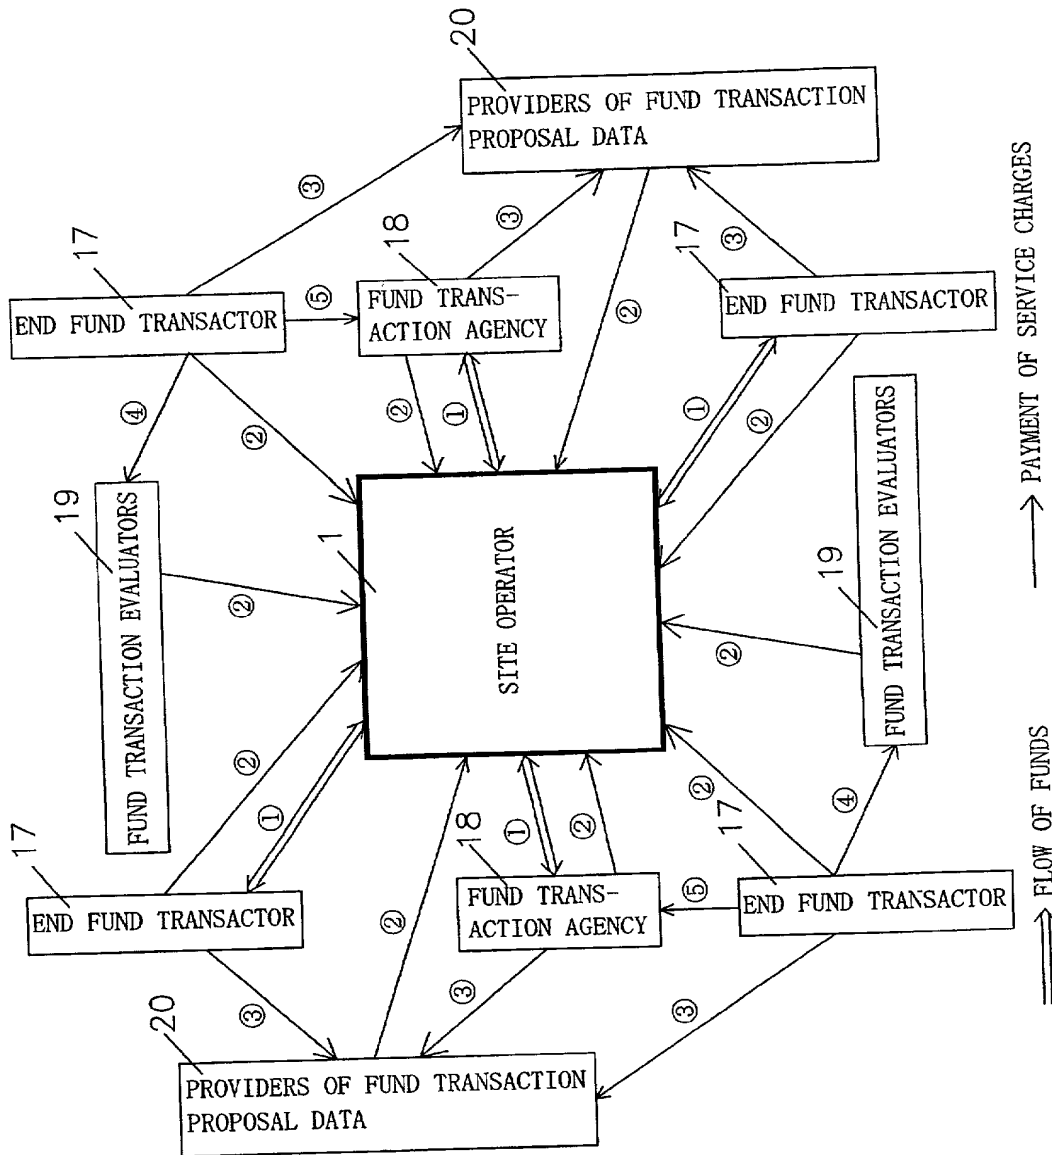 20
PROVIDERS OF FUND TRANSACTION
PROPOSAL DATA
③
17
END FUND TRANSACTOR
⑤
18
FUND TRANS-
ACTION AGENCY
③
17
③
END FUND TRANSACTOR
④
②
②
①
②
①
②
19
FUND TRANSACTION EVALUATORS
②
1
SITE OPERATOR
②
19
FUND TRANSACTION EVALUATORS
②
①
②
①
②
②
④
17
END FUND TRANSACTOR
18
FUND TRANS-
ACTION AGENCY
⑤
17
END FUND TRANSACTOR
③
③
③
20
PROVIDERS OF FUND TRANSACTION
PROPOSAL DATA
FLOW OF FUNDS
PAYMENT OF SERVICE CHARGES